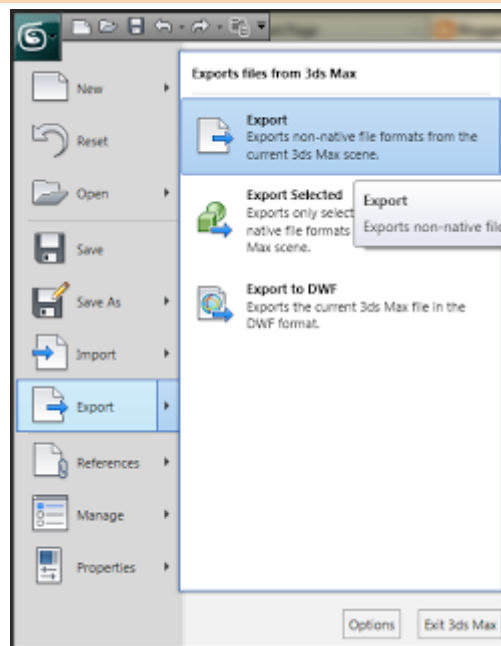 New
Reset
Open
Save
Save As
Import
Export
References
Manage
Properties
Exports files from 3ds Max
Export
Exports non-native file formats from the
current 3ds Max scene.
Export Selected
Exports only select
native file formats
Max scene.
Export
Exports non-native file
Export to DWF
Exports the current 3ds Max file in the
DWF format.
Options
Exit 3ds Max